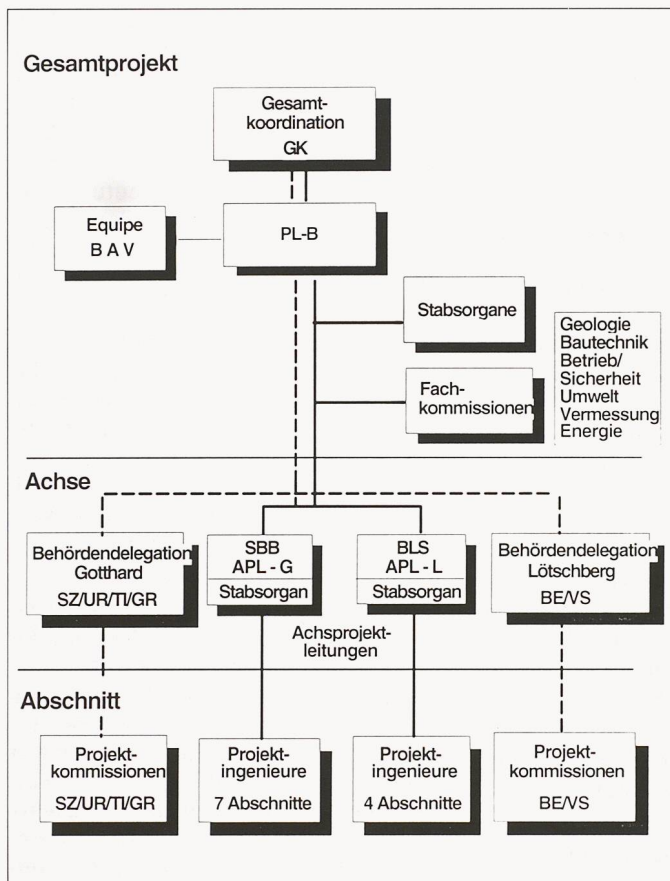 Gesamtprojekt
Gesamt-
koordination
GK
Equipe
B A V
PL-B
Stabsorgane
Fach-
kommissionen
Geologie
Bautechnik
Betrieb/
Sicherheit
Umwelt
Vermessung
Energie
Achse
Behördendelegation
Gotthard
SZ/UR/TI/GR
SBB
APL - G
Stabsorgan
BLS
APL - L
Stabsorgan
Behördendelegation
Lötschberg
BE/VS
Achsprojekt-
leitungen
Abschnitt
Projekt-
kommissionen
SZ/UR/TI/GR
Projekt-
ingenieure
7 Abschnitte
Projekt-
ingenieure
4 Abschnitte
Projekt-
kommissionen
BE/VS